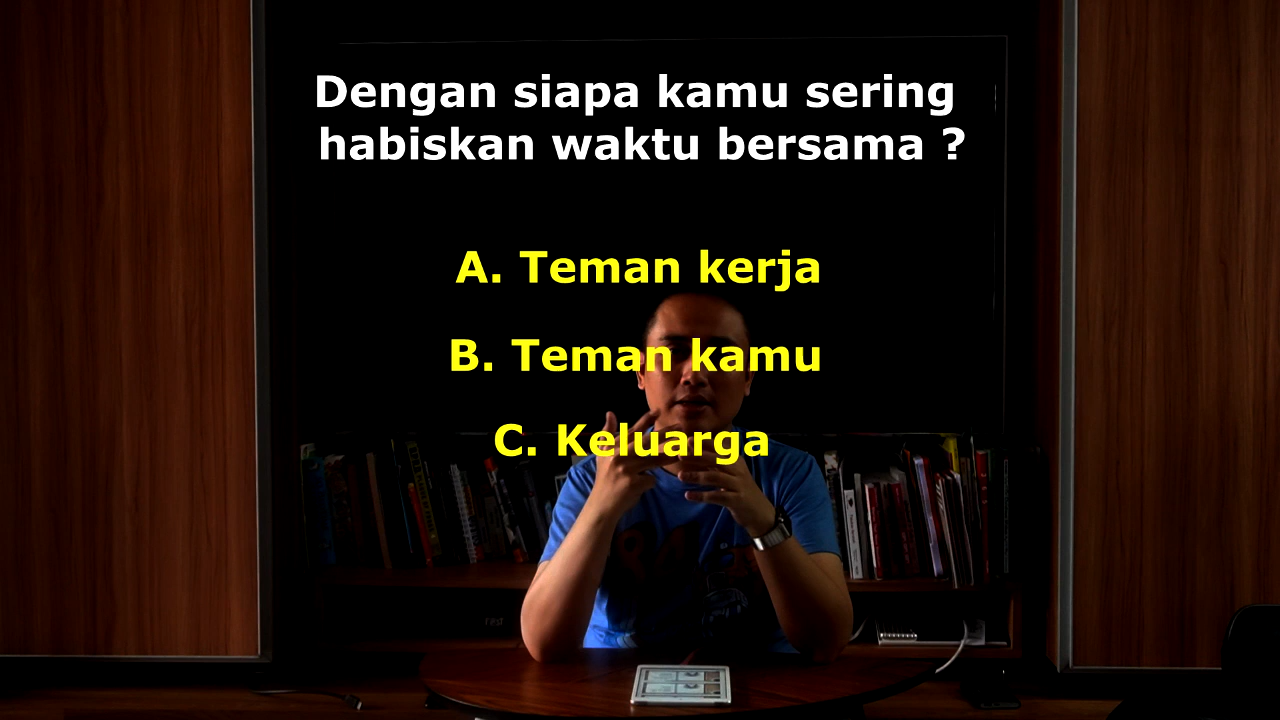 Dengan siapa kamu sering
habiskan waktu bersama ?
A. Teman kerja
B. Teman kamu
C. Keluarga